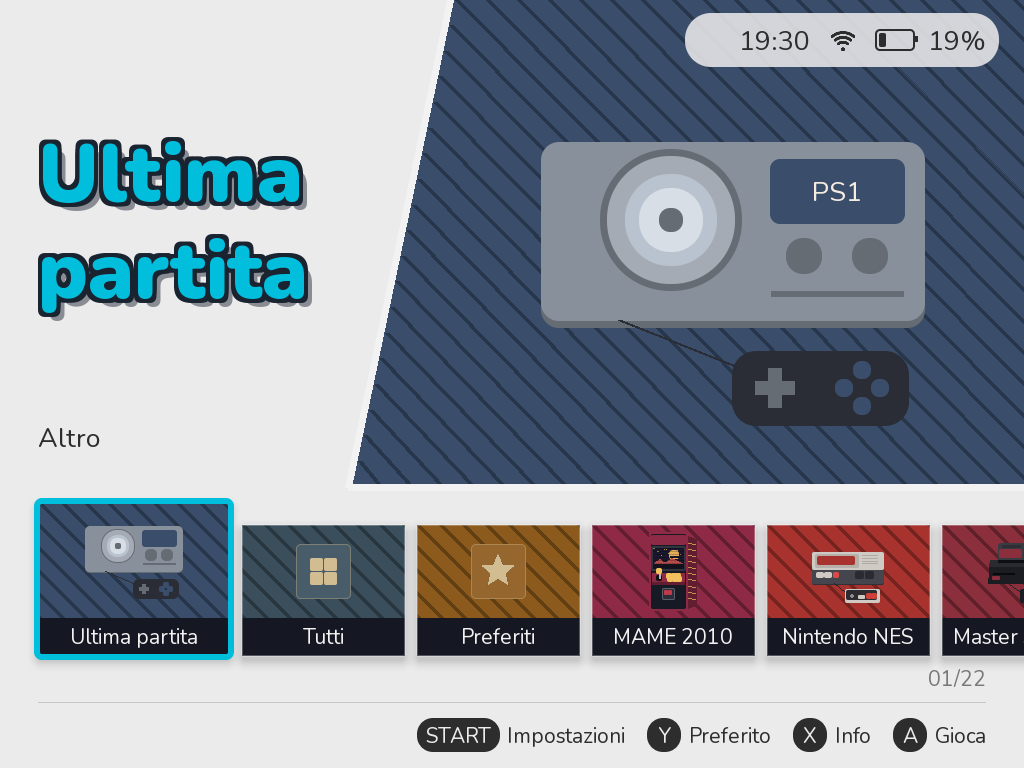 19:30 19%
Ultima
partita
PS1
Altro
Ultima partita
Tutti
Preferiti
MAME 2010
Nintendo NES
Master
01/22
START Impostazioni Y Preferito X Info A Gioca